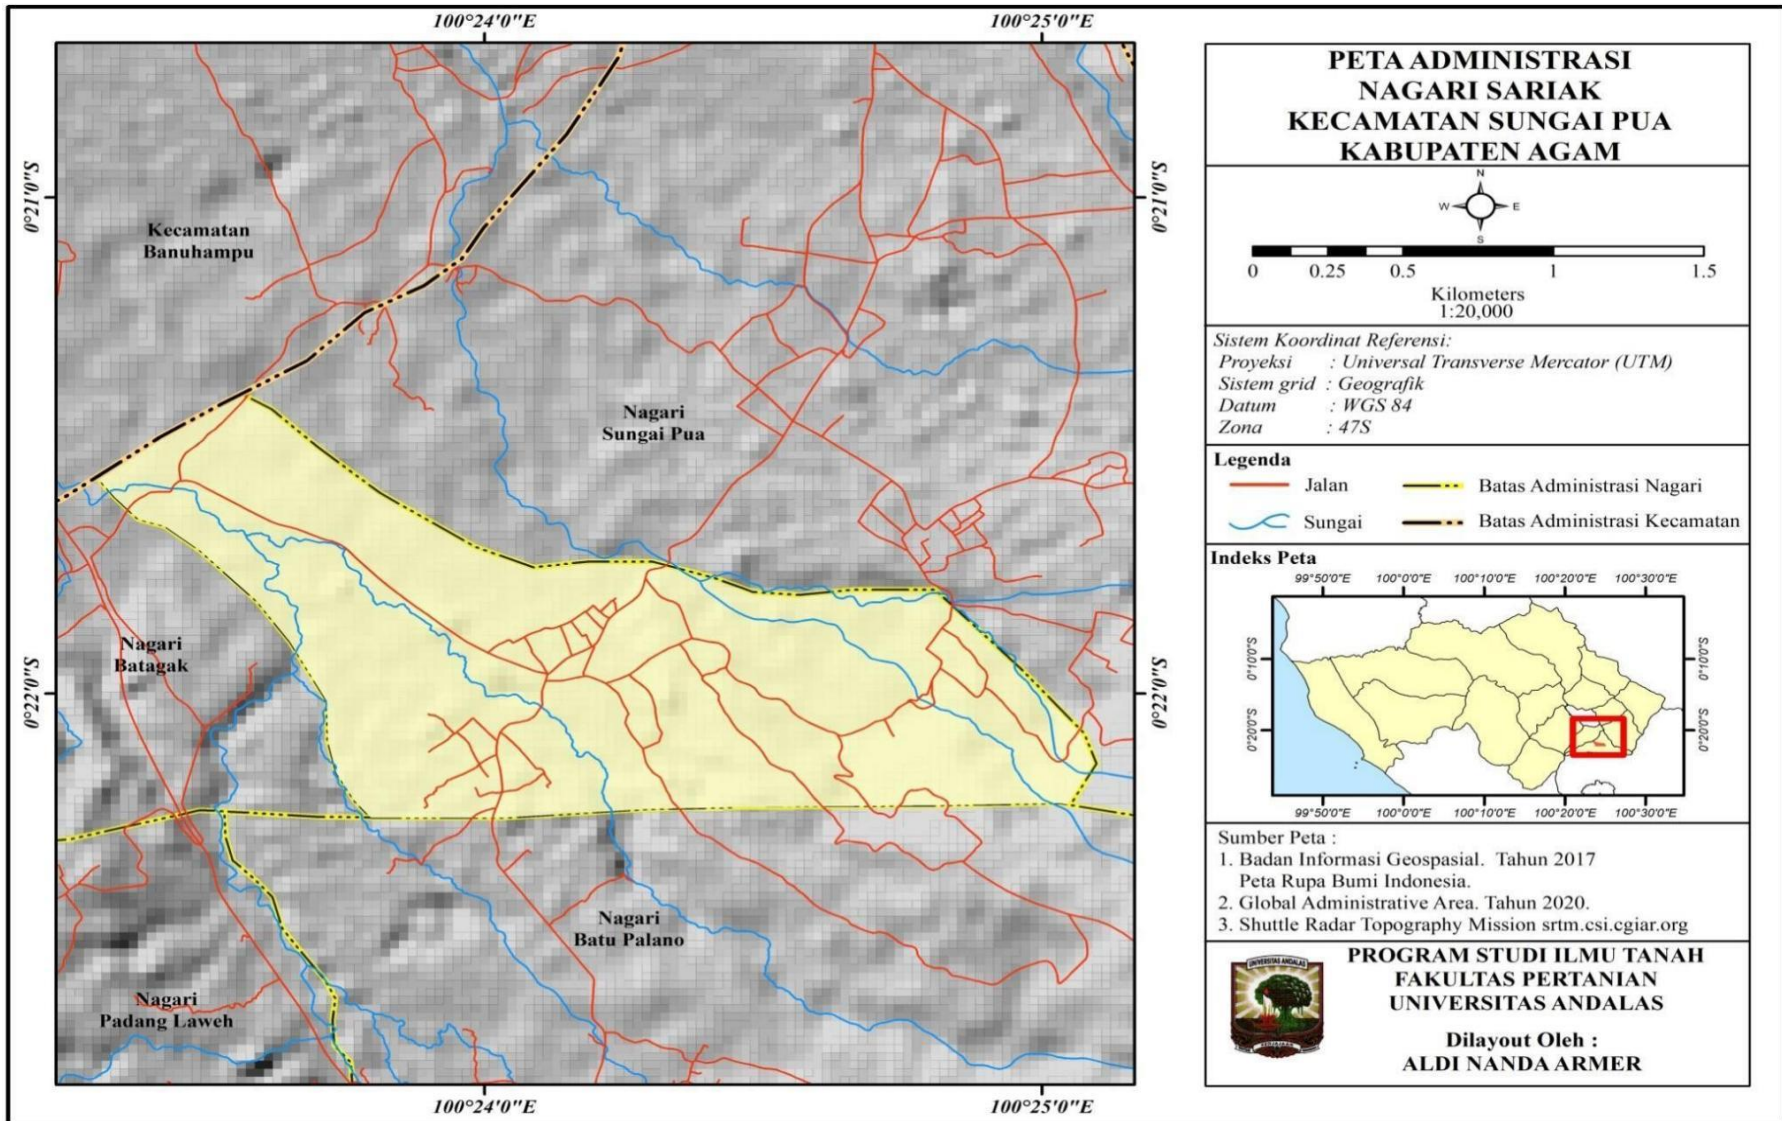 100°24'0"E
100°25'0"E
0°21'0"S
0°21'0"S
Kecamatan
Banuhampu
Nagari
Sungai Pua
Nagari
Batagak
0°22'0"S
0°22'0"S
Nagari
Batu Palano
Nagari
Padang Laweh
100°24'0"E
100°25'0"E
PETA ADMINISTRASI
NAGARI SARIAK
KECAMATAN SUNGAI PUA
KABUPATEN AGAM
N
W E
S
0 0.25 0.5 1 1.5
Kilometers
1:20,000
Sistem Koordinat Referensi:
Proyeksi : Universal Transverse Mercator (UTM)
Sistem grid : Geografik
Datum : WGS 84
Zona : 47S
Legenda
Jalan
Batas Administrasi Nagari
Sungai
Batas Administrasi Kecamatan
Indeks Peta
99°50'0"E 100°0'0"E 100°10'0"E 100°20'0"E 100°30'0"E
0°10'0"S
0°10'0"S
0°20'0"S
0°20'0"S
99°50'0"E 100°0'0"E 100°10'0"E 100°20'0"E 100°30'0"E
Sumber Peta :
1. Badan Informasi Geospasial. Tahun 2017
Peta Rupa Bumi Indonesia.
2. Global Administrative Area. Tahun 2020.
3. Shuttle Radar Topography Mission srtm.csi.cgiar.org
UNIVERSITAS ANDALAS
PROGRAM STUDI ILMU TANAH
FAKULTAS PERTANIAN
UNIVERSITAS ANDALAS
Dilayout Oleh :
ALDI NANDA ARMER